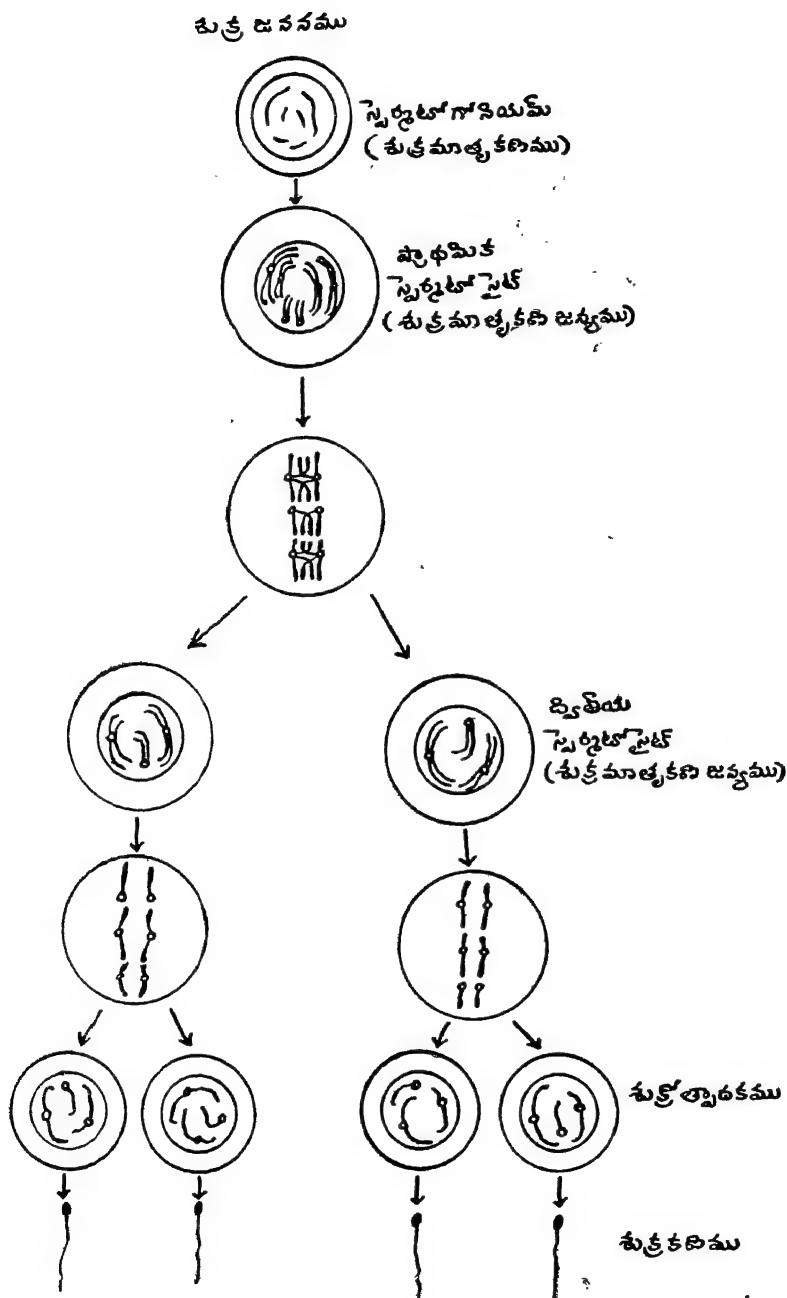 శుక్ర జననము
స్పెర్మటోగోనియమ్
(శుక్రమాతృకణము)
ప్రాథమిక
స్పెర్మటోసైట్
(శుక్రమాతృకణ జన్యము)
ద్వితీయ
స్పెర్మటోసైట్
(శుక్రమాతృకణ జన్యము)
శుక్రోత్పాదకము
శుక్రకణము